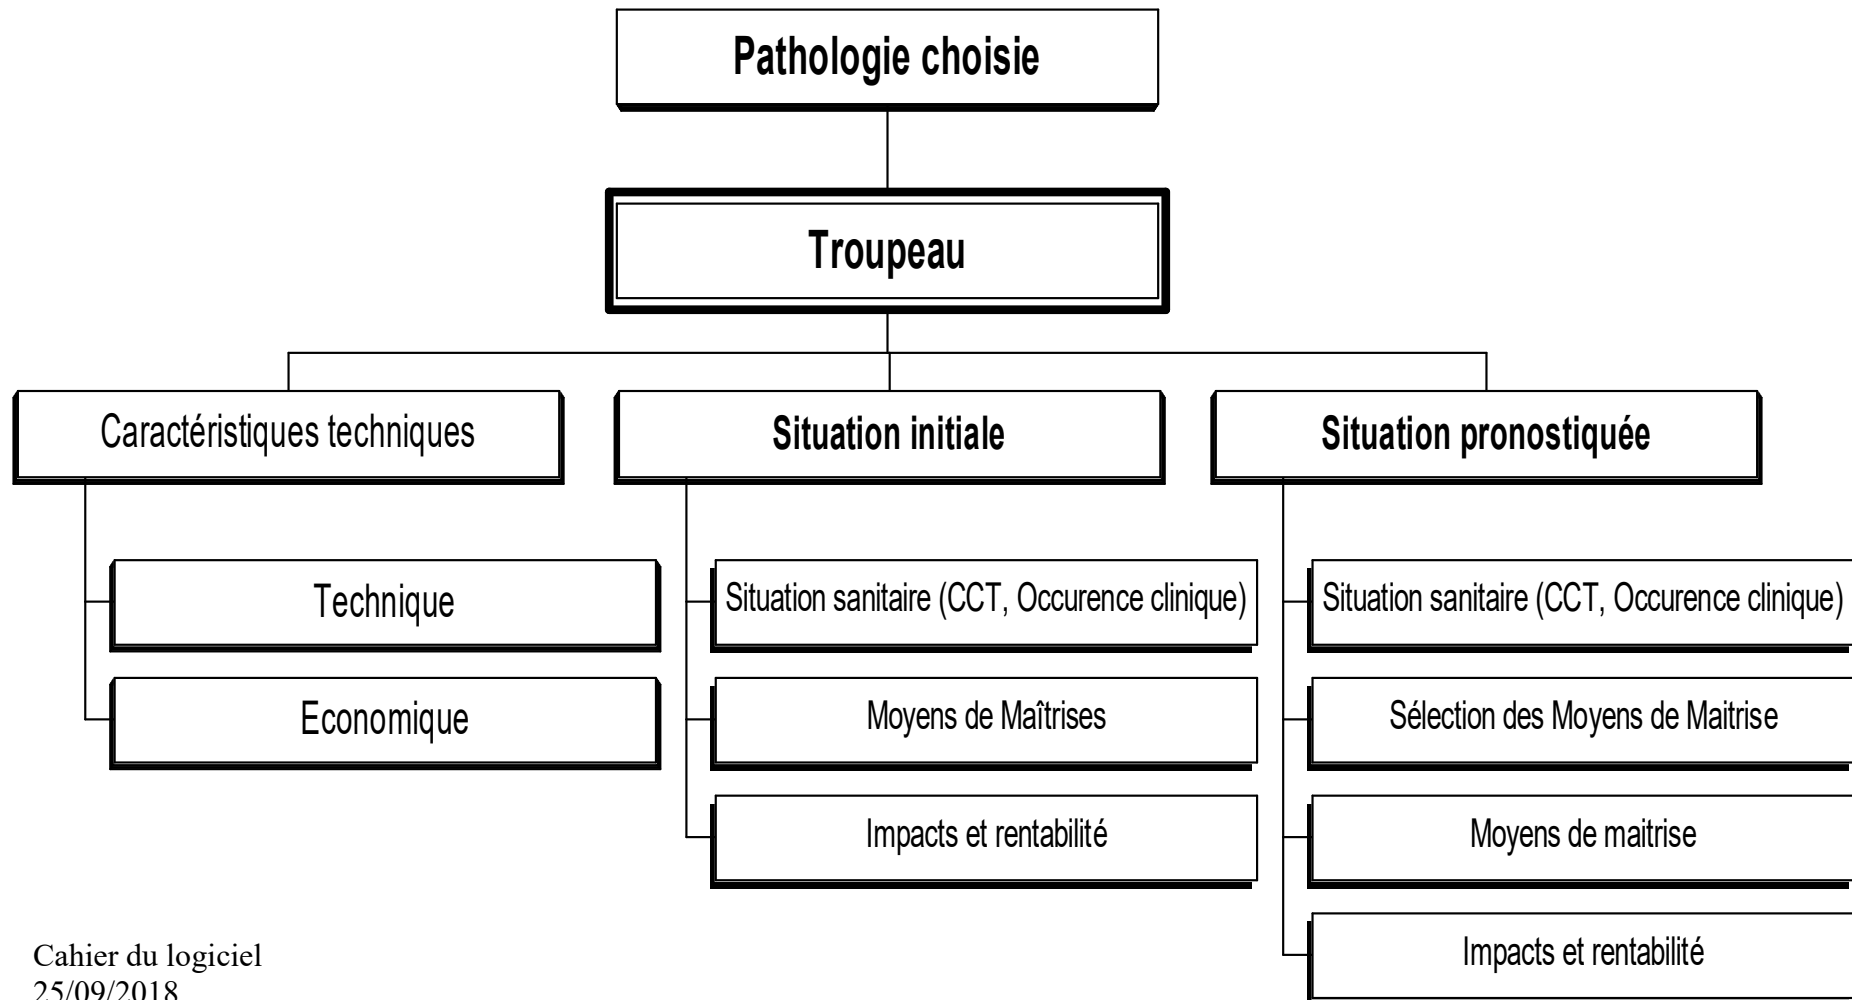 Pathologie choisie
Troupeau
Caractéristiques techniques
Technique
Economique
Situation initiale
Situation sanitaire (CCT, Occurence clinique)
Moyens de Maîtrises
Impacts et rentabilité
Situation pronostiquée
Situation sanitaire (CCT, Occurence clinique)
Sélection des Moyens de Maitrise
Moyens de maitrise
Impacts et rentabilité
Cahier du logiciel
25/09/2018